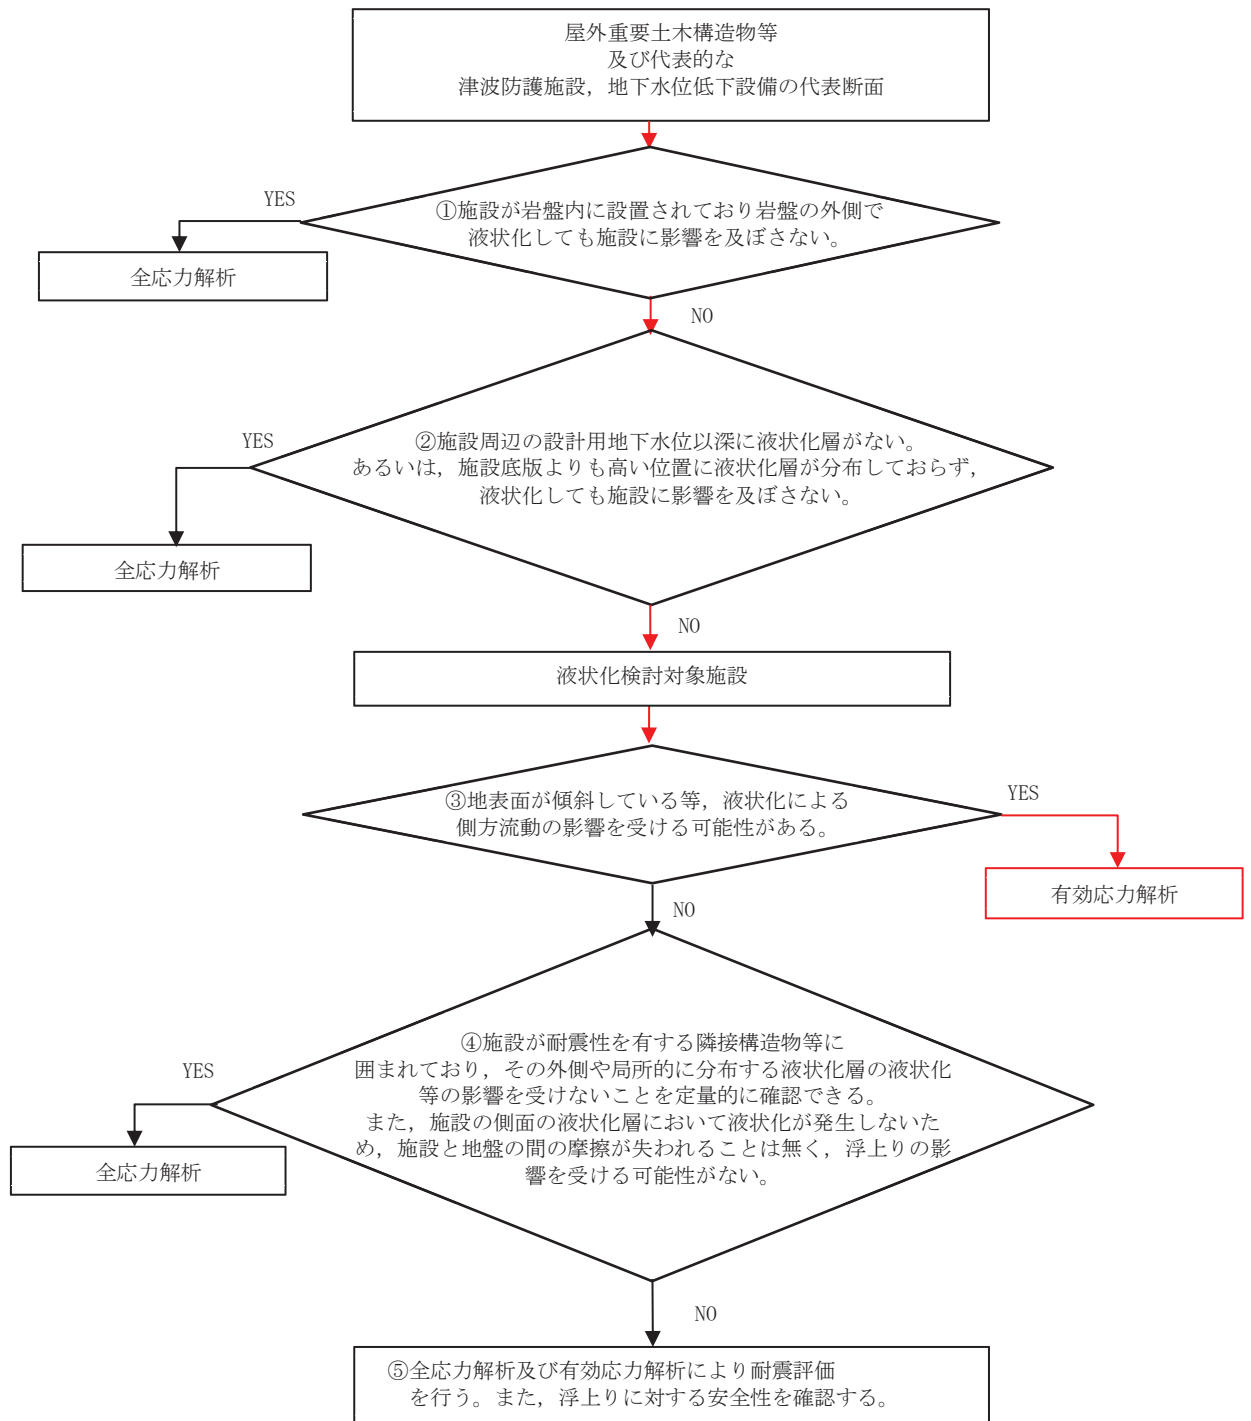 屋外重要土木構造物等
及び代表的な
津波防護施設，地下水位低下設備の代表断面
YES
①施設が岩盤内に設置されており岩盤の外側で
液状化しても施設に影響を及ぼさない。
全応力解析
NO
YES
②施設周辺の設計用地下水位以深に液状化層がない。
あるいは，施設底版よりも高い位置に液状化層が分布しておらず，
液状化しても施設に影響を及ぼさない。
全応力解析
NO
液状化検討対象施設
③地表面が傾斜している等，液状化による
側方流動の影響を受ける可能性がある。
YES
有効応力解析
NO
④施設が耐震性を有する隣接構造物等に
囲まれており，その外側や局所的に分布する液状化層の液状化
等の影響を受けないことを定量的に確認できる。
また，施設の側面の液状化層において液状化が発生しないた
め，施設と地盤の間の摩擦が失われることは無く，浮上りの影
響を受ける可能性がない。
YES
全応力解析
NO
⑤全応力解析及び有効応力解析により耐震評価
を行う。また，浮上りに対する安全性を確認する。